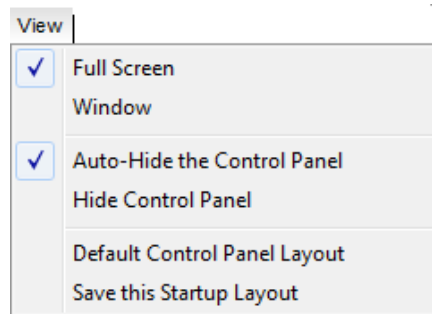 View
Full Screen
Window
Auto-Hide the Control Panel
Hide Control Panel
Default Control Panel Layout
Save this Startup Layout